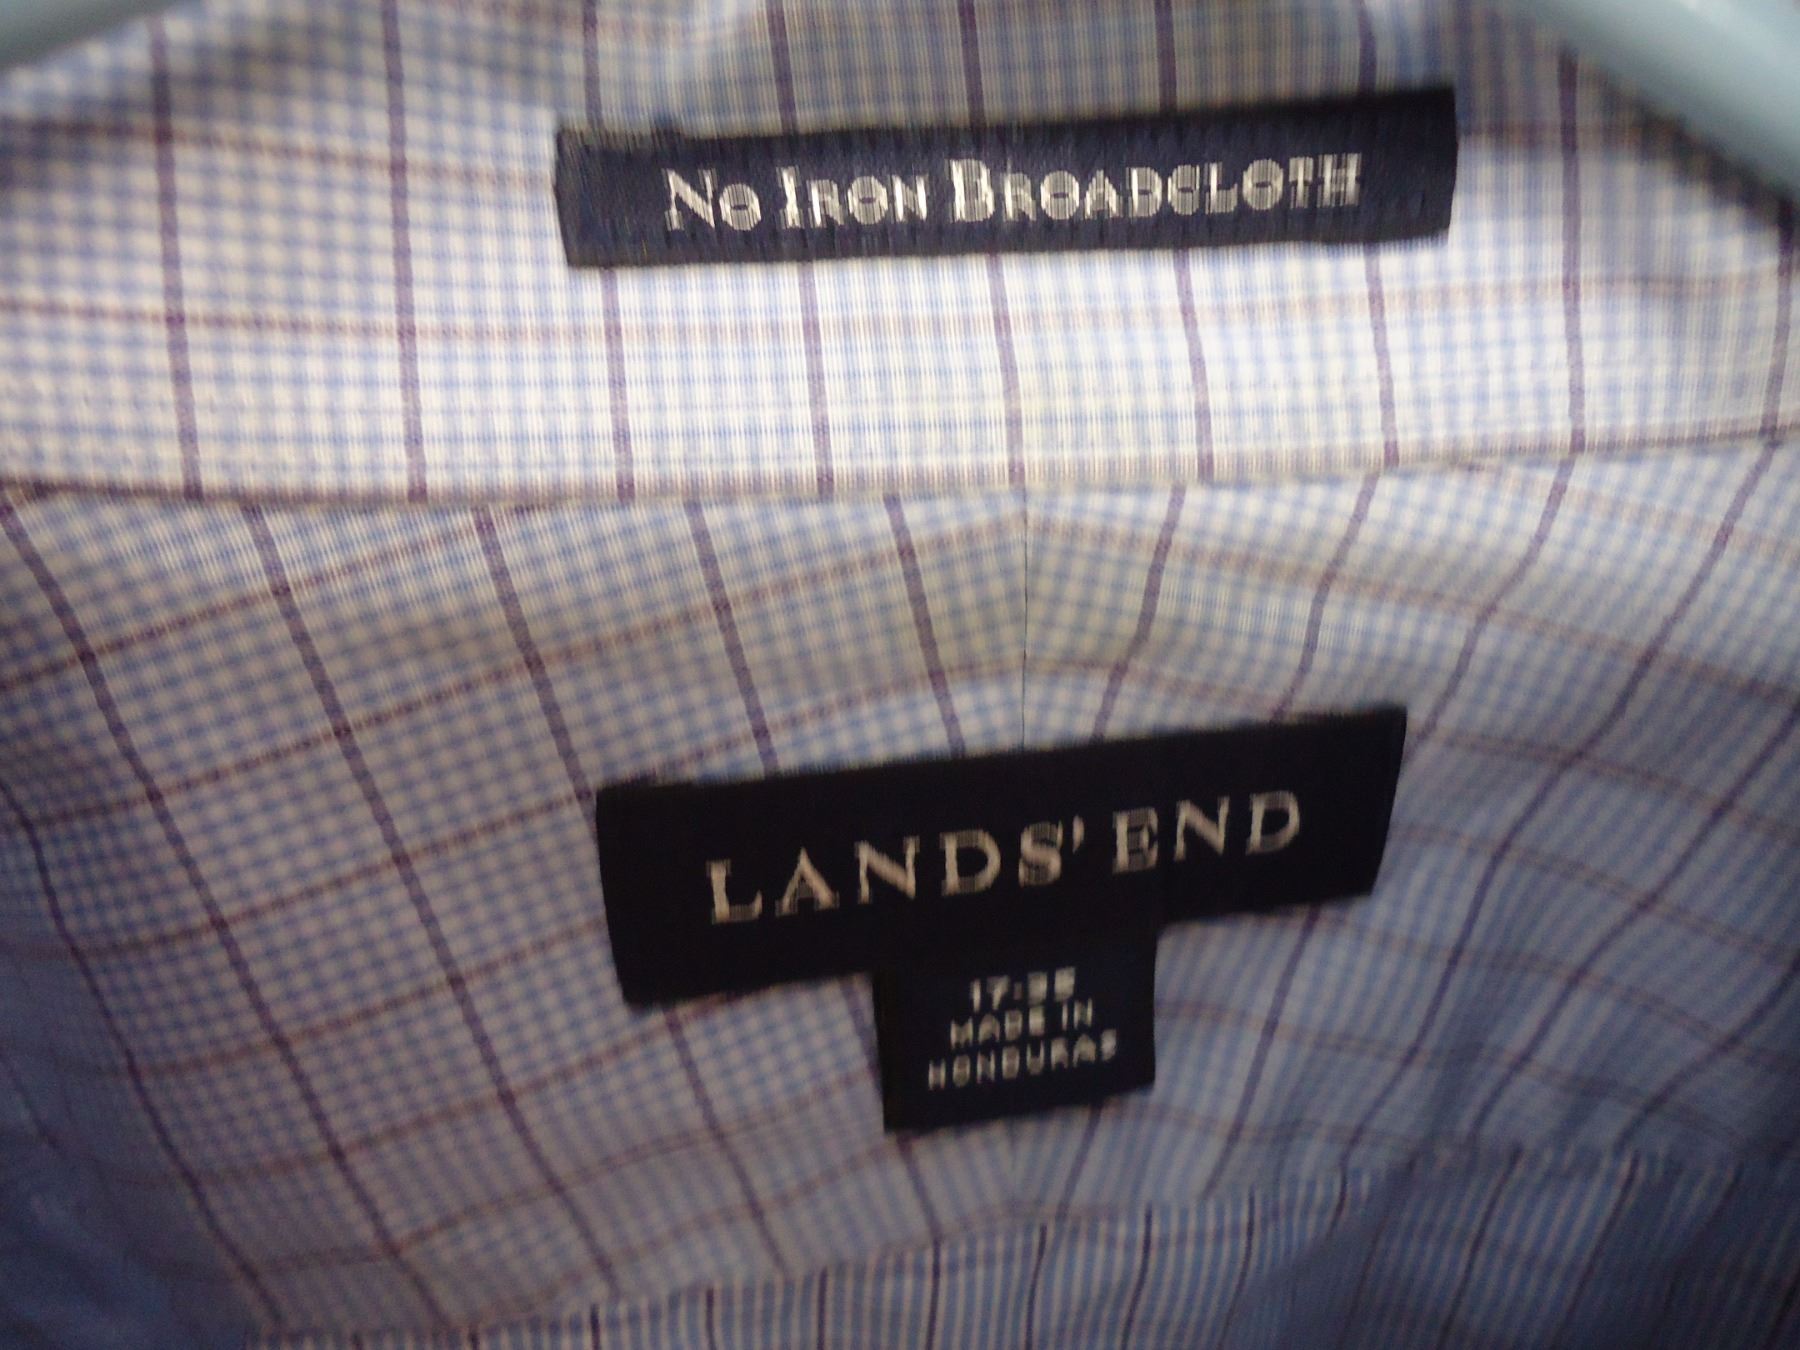 No Iron Broadcloth
LANDS' END
17-35
MADE IN
HONDURAS